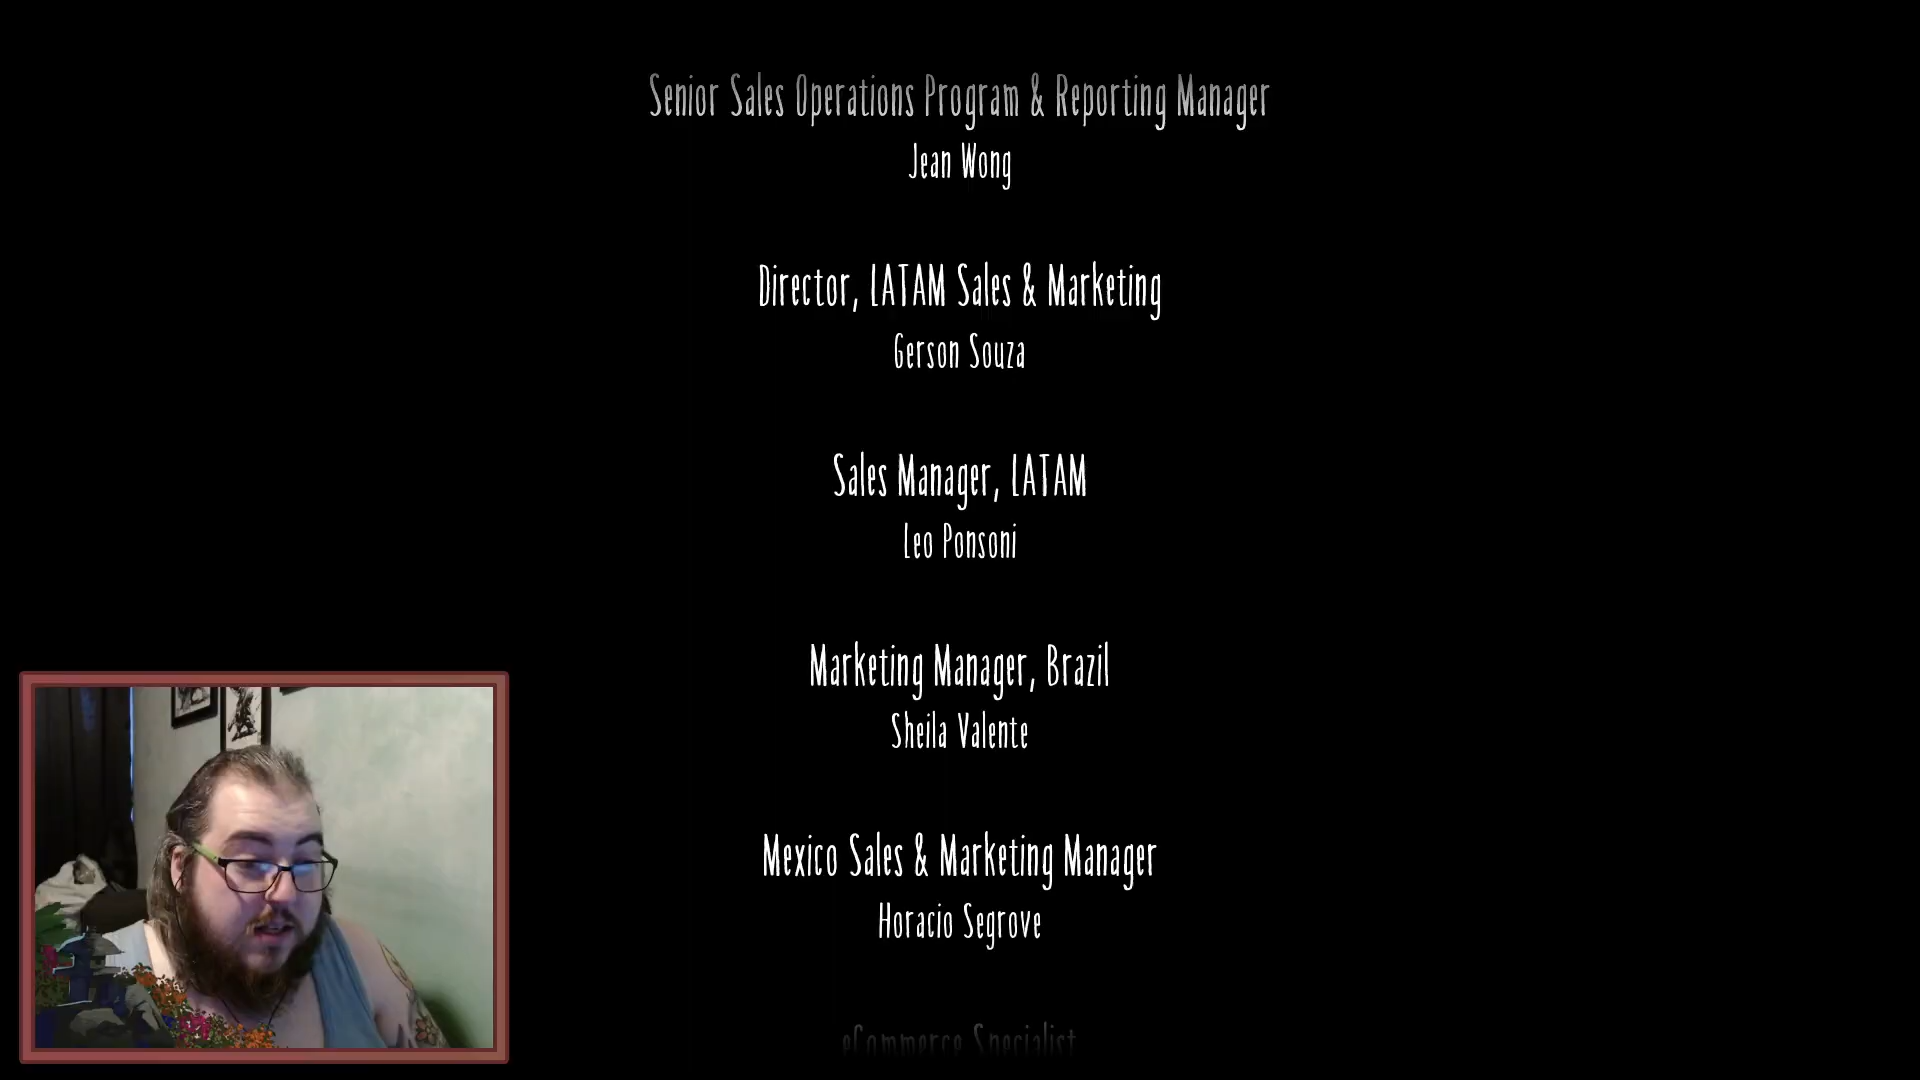 Senior Sales Operations Program & Reporting Manager
Jean Wong
Director, LATAM Sales & Marketing
Gerson Souza
Sales Manager, LATAM
Leo Ponsoni
Marketing Manager, Brazil
Sheila Valente
Mexico Sales & Marketing Manager
Horacio Segrove
eCommerce Specialist